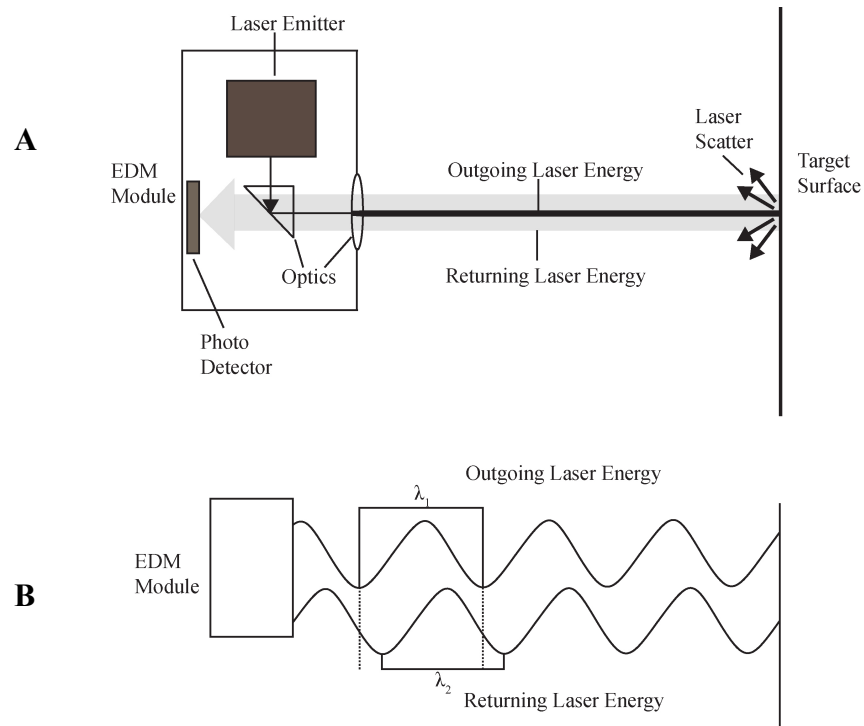 Laser Emitter
A
EDM
Module
Laser
Scatter
Target
Surface
Outgoing Laser Energy
Optics
Returning Laser Energy
Photo
Detector
Outgoing Laser Energy
λ1
EDM
Module
B
λ2
Returning Laser Energy